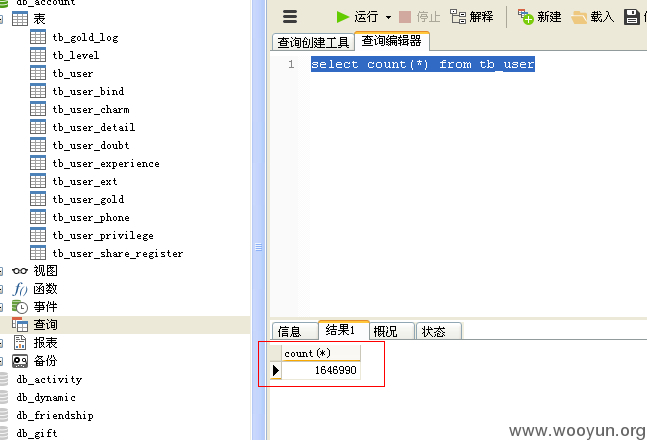 db_account
表
tb_gold_log
tb_level
tb_user
tb_user_bind
tb_user_charm
tb_user_detail
tb_user_doubt
tb_user_experience
tb_user_ext
tb_user_gold
tb_user_phone
tb_user_privilege
tb_user_share_register
视图
f() 函数
事件
查询
报表
备份
db_activity
db_dynamic
db_friendship
db_gift
运行 停止 解释 新建 载入
查询创建工具 查询编辑器
1 select count(*) from tb_user
信息 结果1 概况 状态
count(*)
1646990
www.wooyun.org